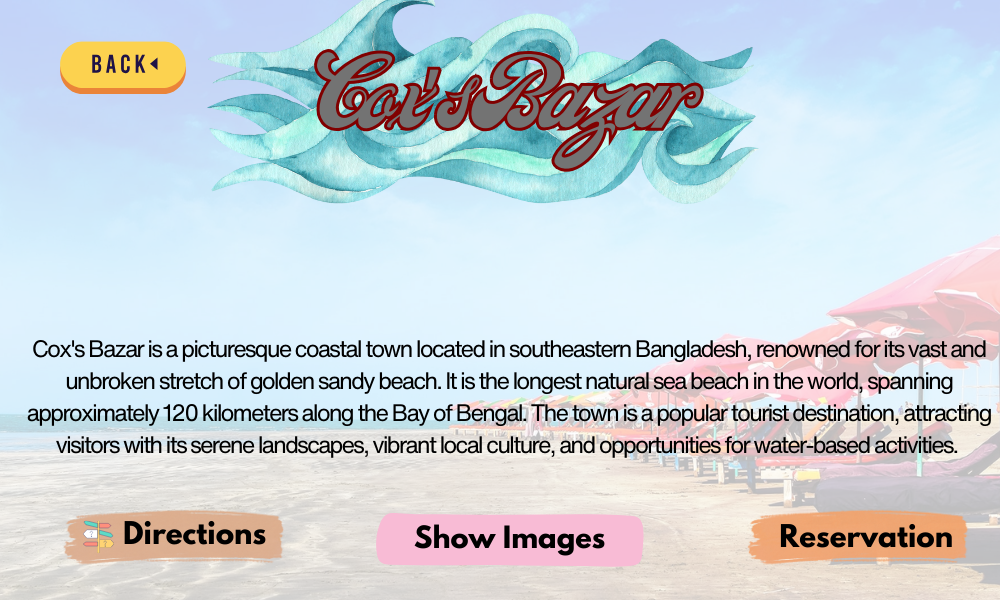 BACK
Cox's Bazar
Cox's Bazar is a picturesque coastal town located in southeastern Bangladesh, renowned for its vast and
unbroken stretch of golden sandy beach. It is the longest natural sea beach in the world, spanning
approximately 120 kilometers along the Bay of Bengal. The town is a popular tourist destination, attracting
visitors with its serene landscapes, vibrant local culture, and opportunities for water-based activities.
Directions
Show Images
Reservation